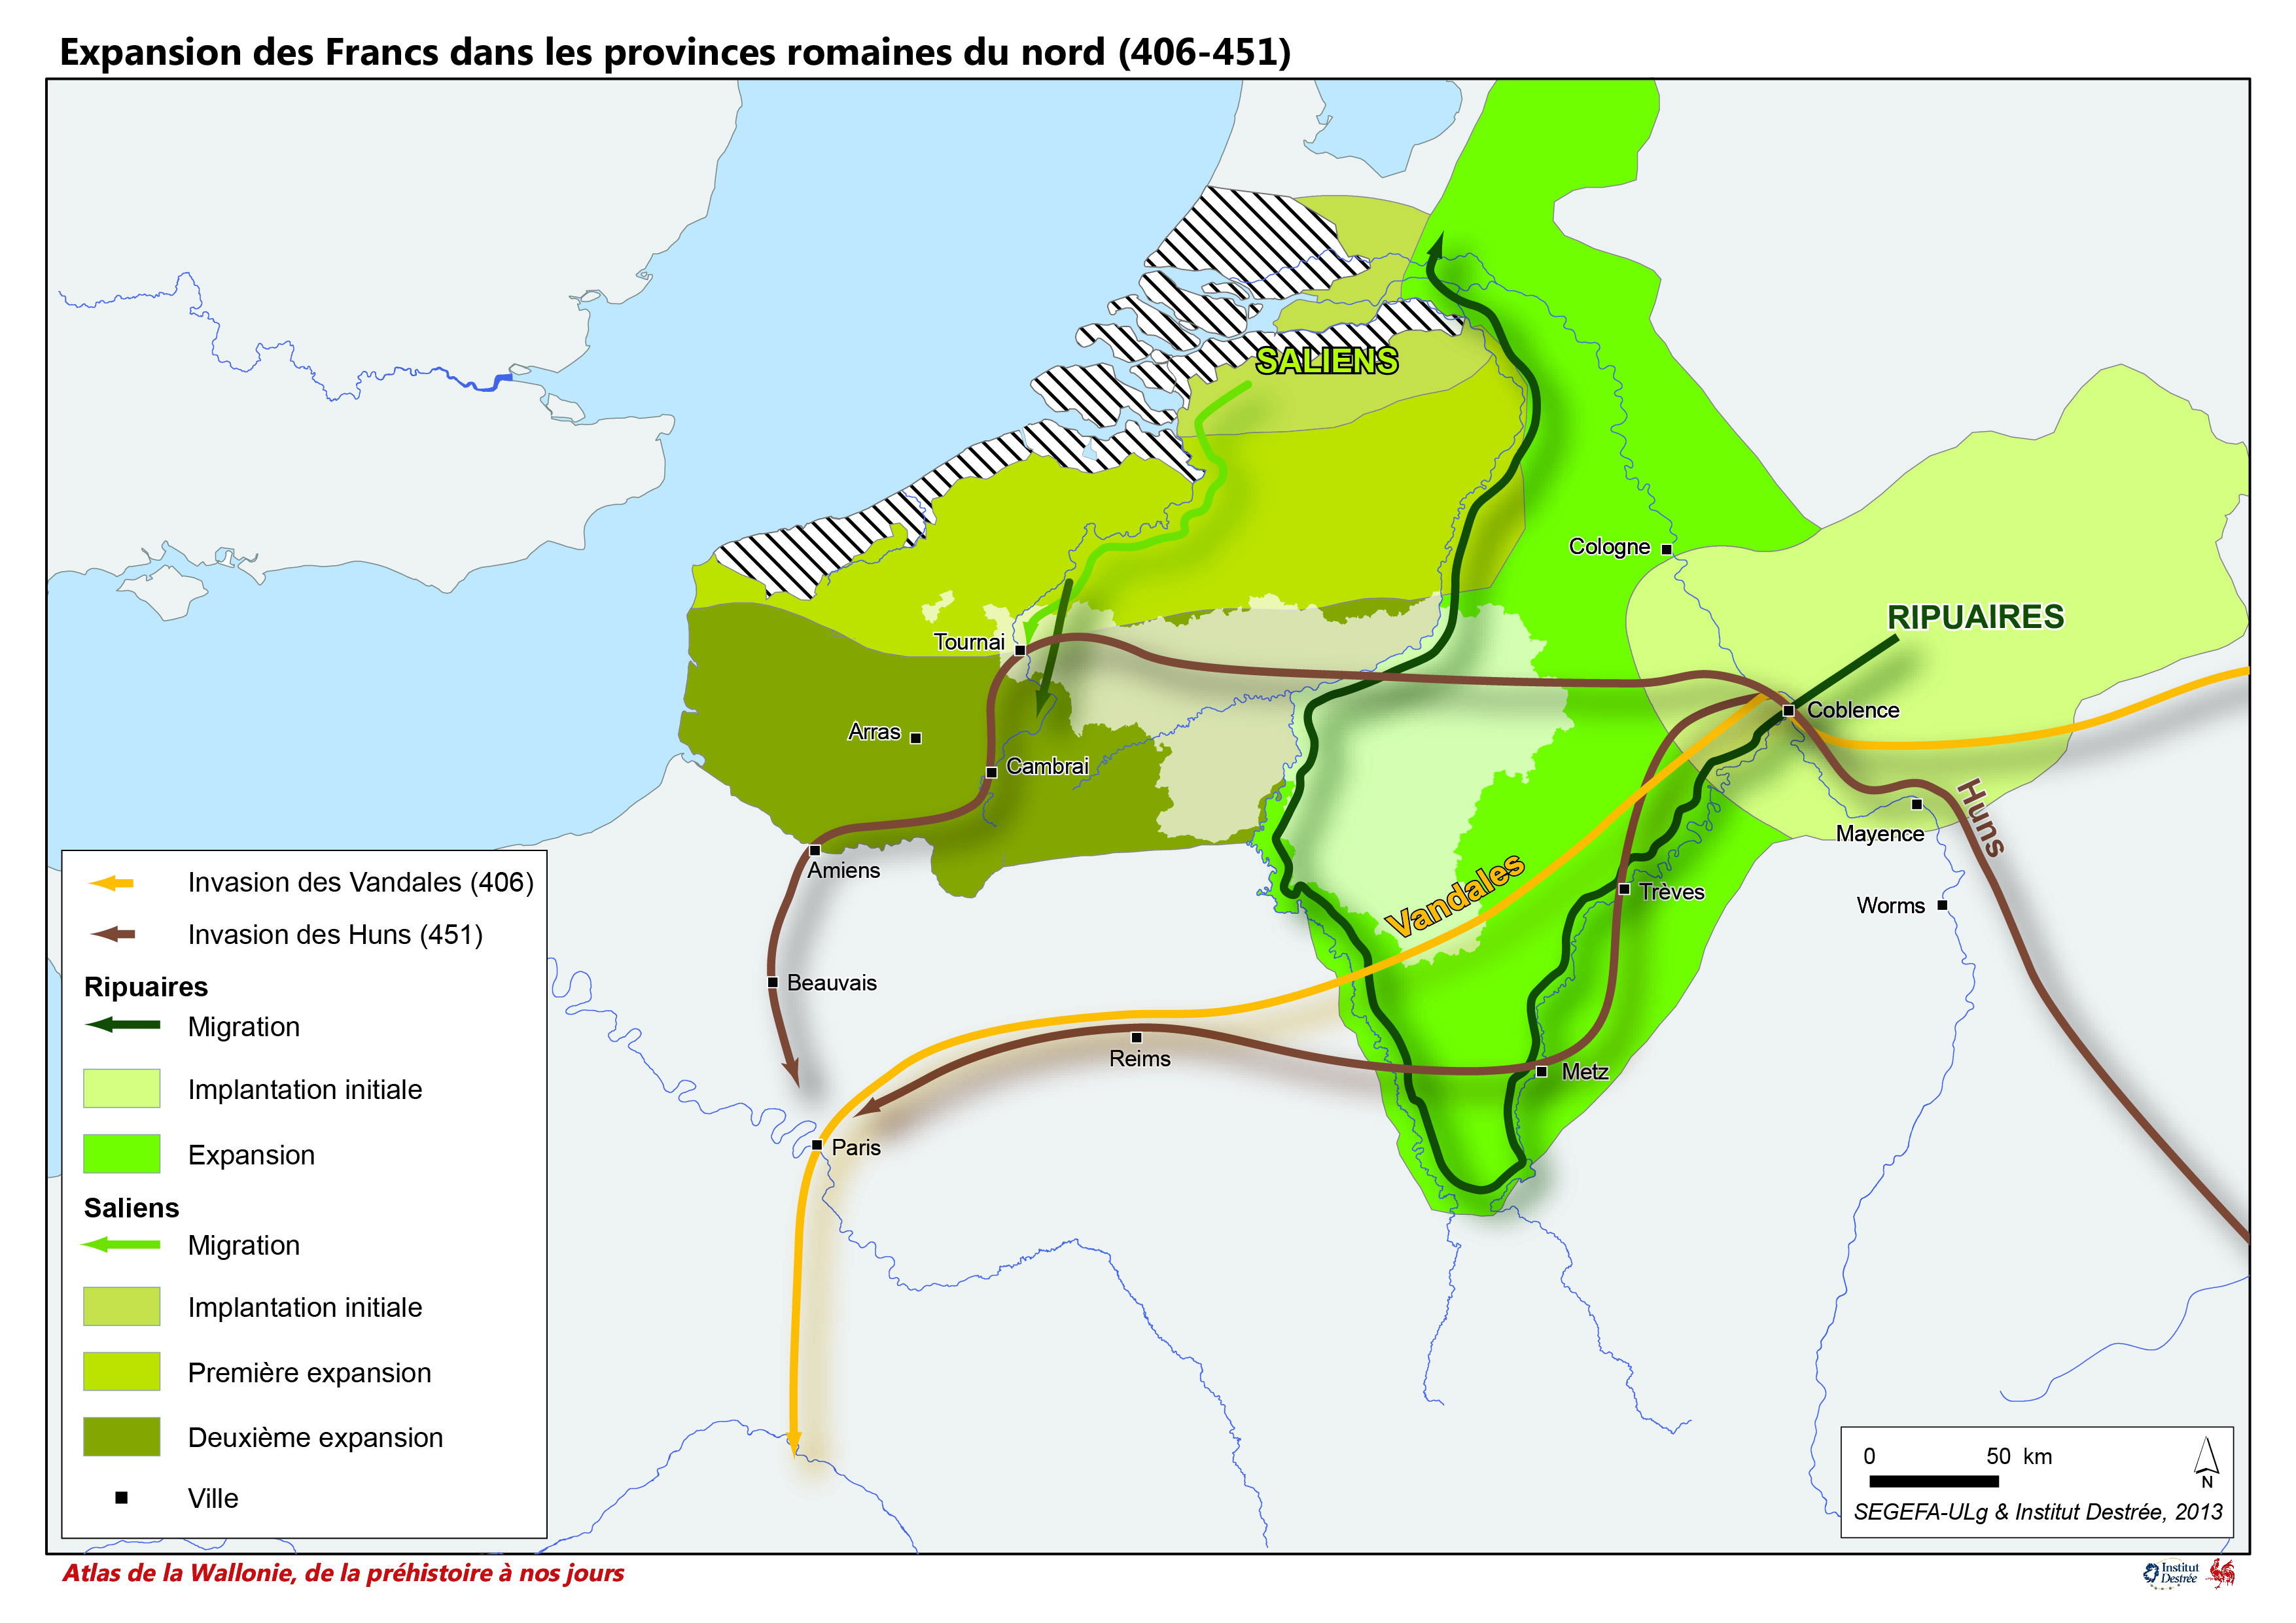 Expansion des Francs dans les provinces romaines du nord (406-451)
SALIENS
Cologne
RIPUAIRES
Tournai
Coblence
Arras
Cambrai
Huns
Mayence
Amiens
Vandales
Trèves
Worms
Beauvais
Reims
Metz
Paris
Invasion des Vandales (406)
Invasion des Huns (451)
Ripuaires
Migration
Implantation initiale
Expansion
Saliens
Migration
Implantation initiale
Première expansion
Deuxième expansion
Ville
0 50 km
N
SEGEFA-ULg & Institut Destrée, 2013
Atlas de la Wallonie, de la préhistoire à nos jours
Institut
Destrée